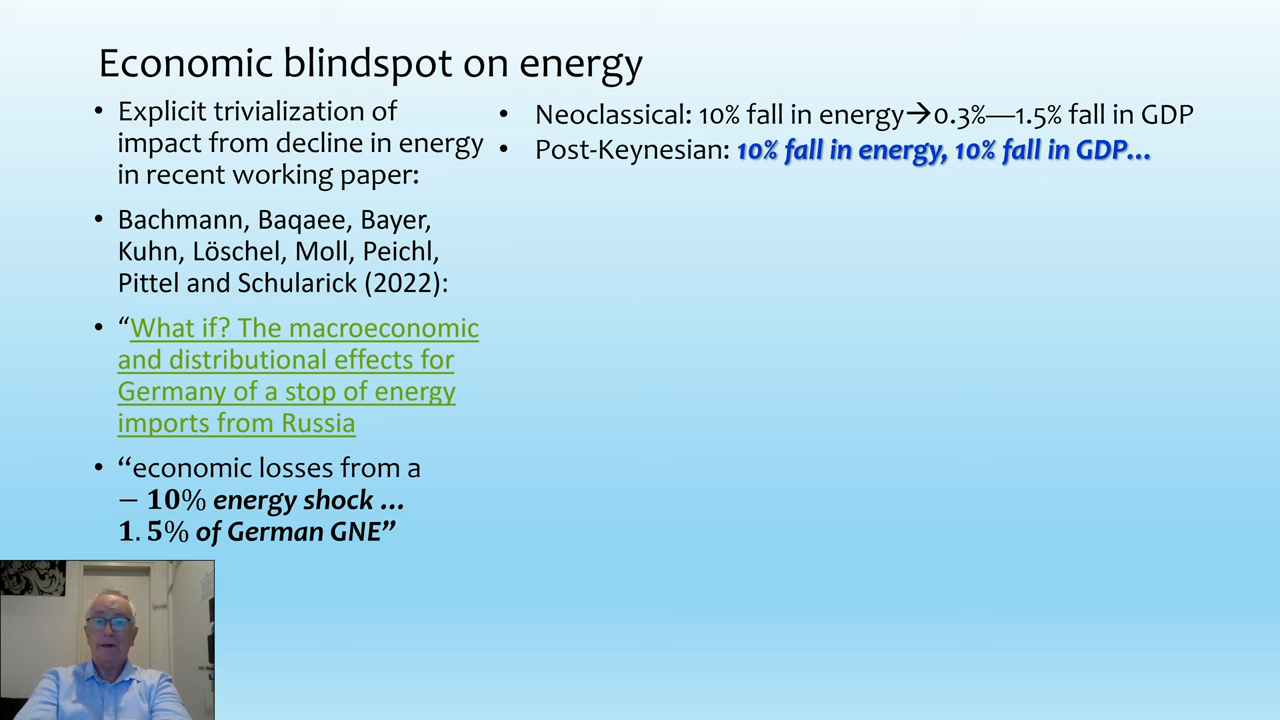 Economic blindspot on energy
• Explicit trivialization of
impact from decline in energy
in recent working paper:
• Bachmann, Baqaee, Bayer,
Kuhn, Löschel, Moll, Peichl,
Pittel and Schularick (2022):
• “What if? The macroeconomic
and distributional effects for
Germany of a stop of energy
imports from Russia
• “economic losses from a
− 10% energy shock ...
1. 5% of German GNE”
• Neoclassical: 10% fall in energy→0.3%—1.5% fall in GDP
• Post-Keynesian: 10% fall in energy, 10% fall in GDP...